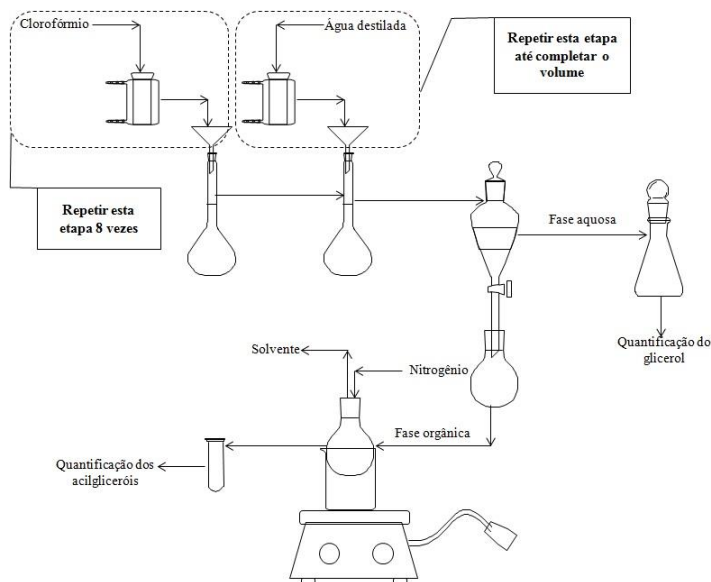 Clorofórmio
Água destilada
Repetir esta etapa
até completar o
volume
Repetir esta
etapa 8 vezes
Fase aquosa
Quantificação do
glicerol
Solvente
Nitrogênio
Fase orgânica
Quantificação dos
acilgliceróis